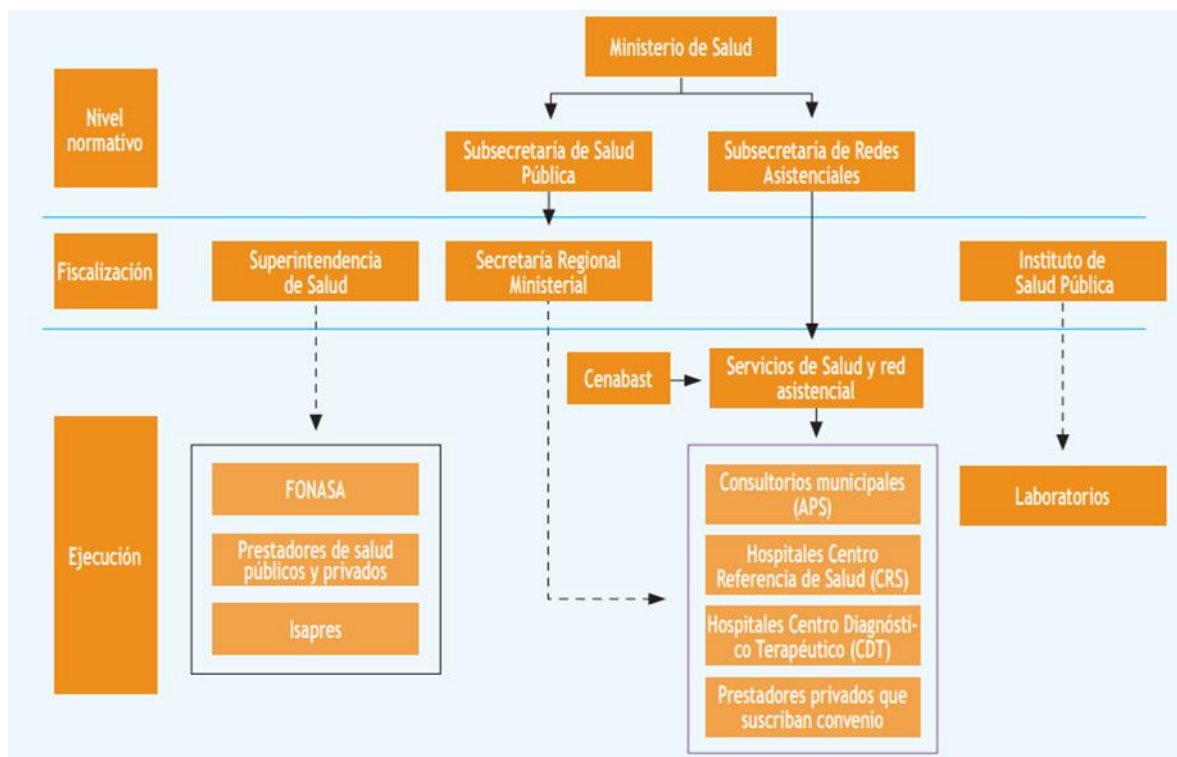 Ministerio de Salud
Nivel
normativo
Subsecretaría de Salud
Pública
Subsecretaría de Redes
Asistenciales
Fiscalización
Superintendencia
de Salud
Secretaría Regional
Ministerial
Instituto de
Salud Pública
Cenabast
Servicios de Salud y red
asistencial
Ejecución
FONASA
Prestadores de salud
públicos y privados
Isapres
Consultorios municipales
(APS)
Hospitales Centro
Referencia de Salud (CRS)
Hospitales Centro Diagnósti-
co Terapéutico (CDT)
Prestadores privados que
suscriban convenio
Laboratorios